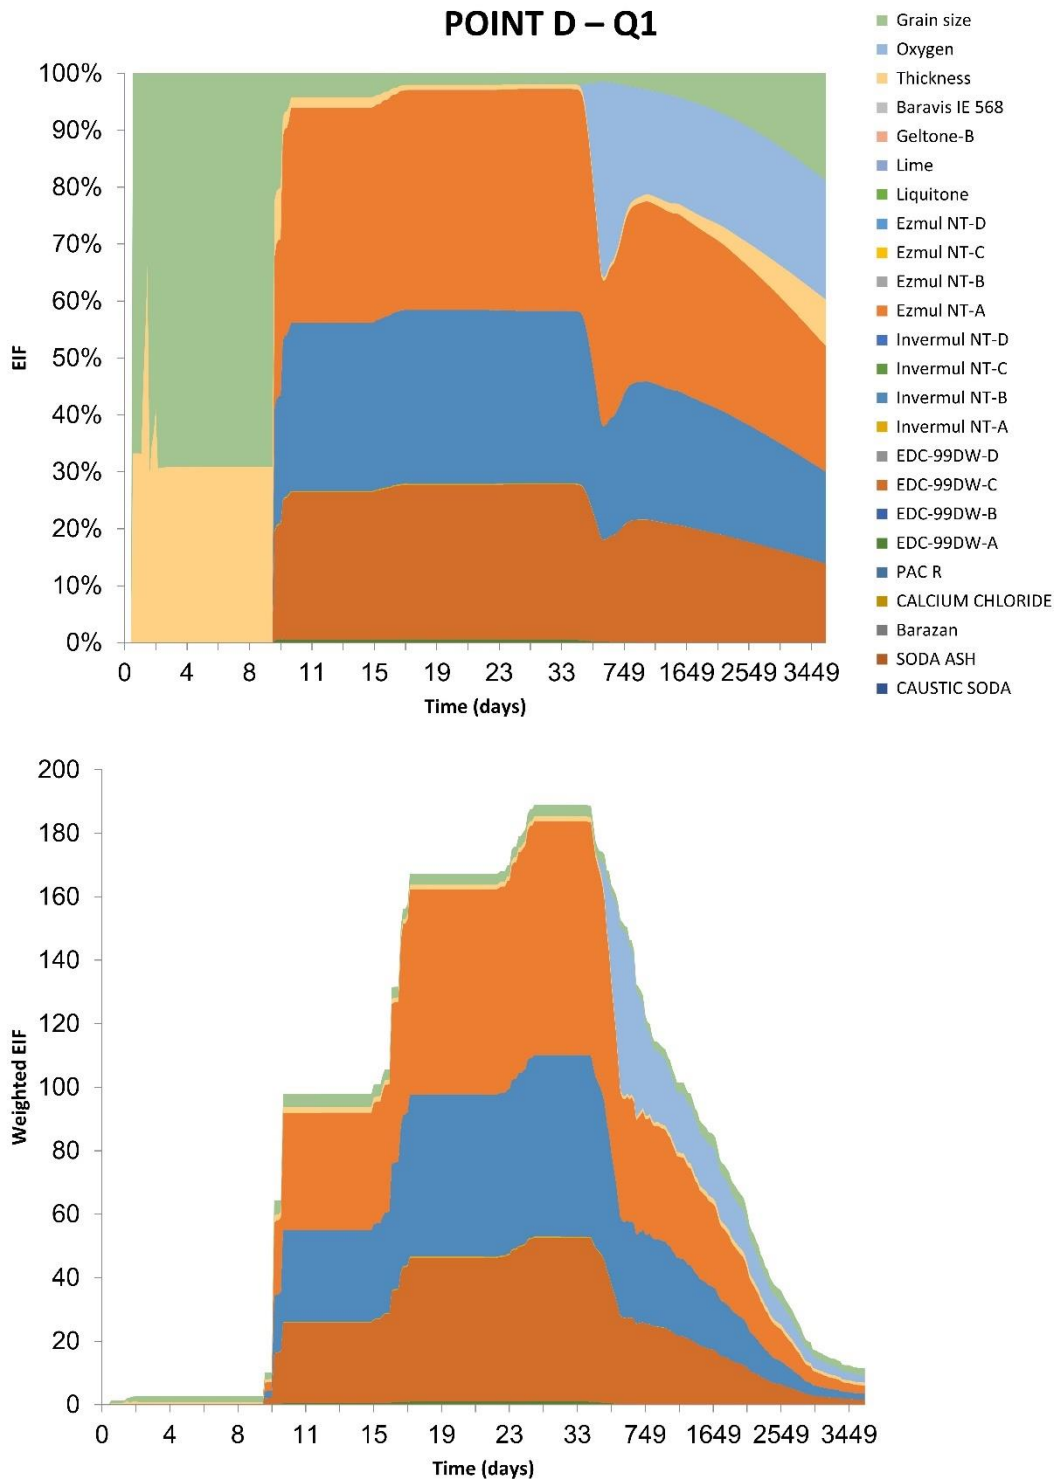 POINT D – Q1
Grain size
Oxygen
Thickness
Baravis IE 568
Geltone-B
Lime
Liquitone
Ezmul NT-D
Ezmul NT-C
Ezmul NT-B
Ezmul NT-A
Invermul NT-D
Invermul NT-C
Invermul NT-B
Invermul NT-A
EDC-99DW-D
EDC-99DW-C
EDC-99DW-B
EDC-99DW-A
PAC R
CALCIUM CHLORIDE
Barazan
SODA ASH
CAUSTIC SODA
100%
90%
80%
70%
60%
50%
40%
30%
20%
10%
0%
EIF
0 4 8 11 15 19 23 33 749 1649 2549 3449
Time (days)
200
180
160
140
120
100
80
60
40
20
0
Weighted EIF
0 4 8 11 15 19 23 33 749 1649 2549 3449
Time (days)